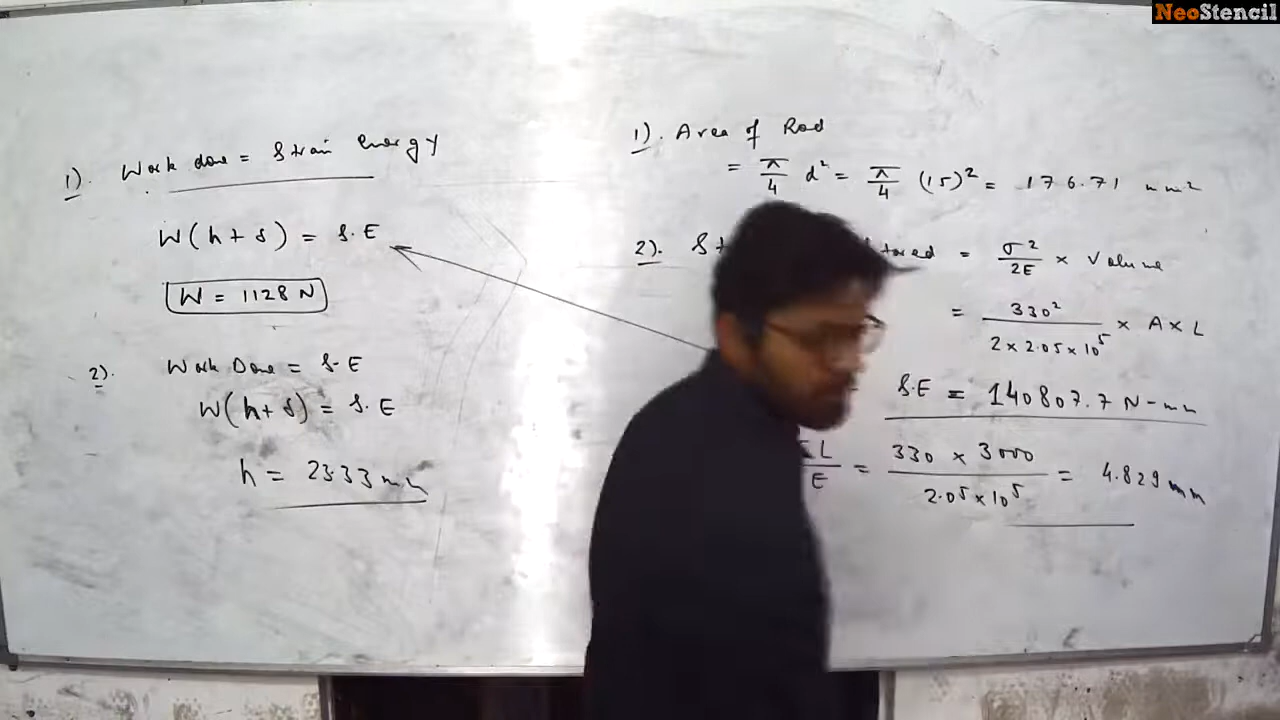 NeoStencil
1). Work done = Strain Energy
W(h+δ) = S.E
W = 1128 N
2). Work Done = S.E
W(h+δ) = S.E
h = 2333 mm
1). Area of Rod
= π/4 d² = π/4 (15)² = 176.71 mm²
2). = σ²/2E × Volume
= 330²/2×2.05×10⁵ × A×L
S.E = 140807.7 N-mm
L/E = 330 × 3000/2.05×10⁵ = 4.829 mm